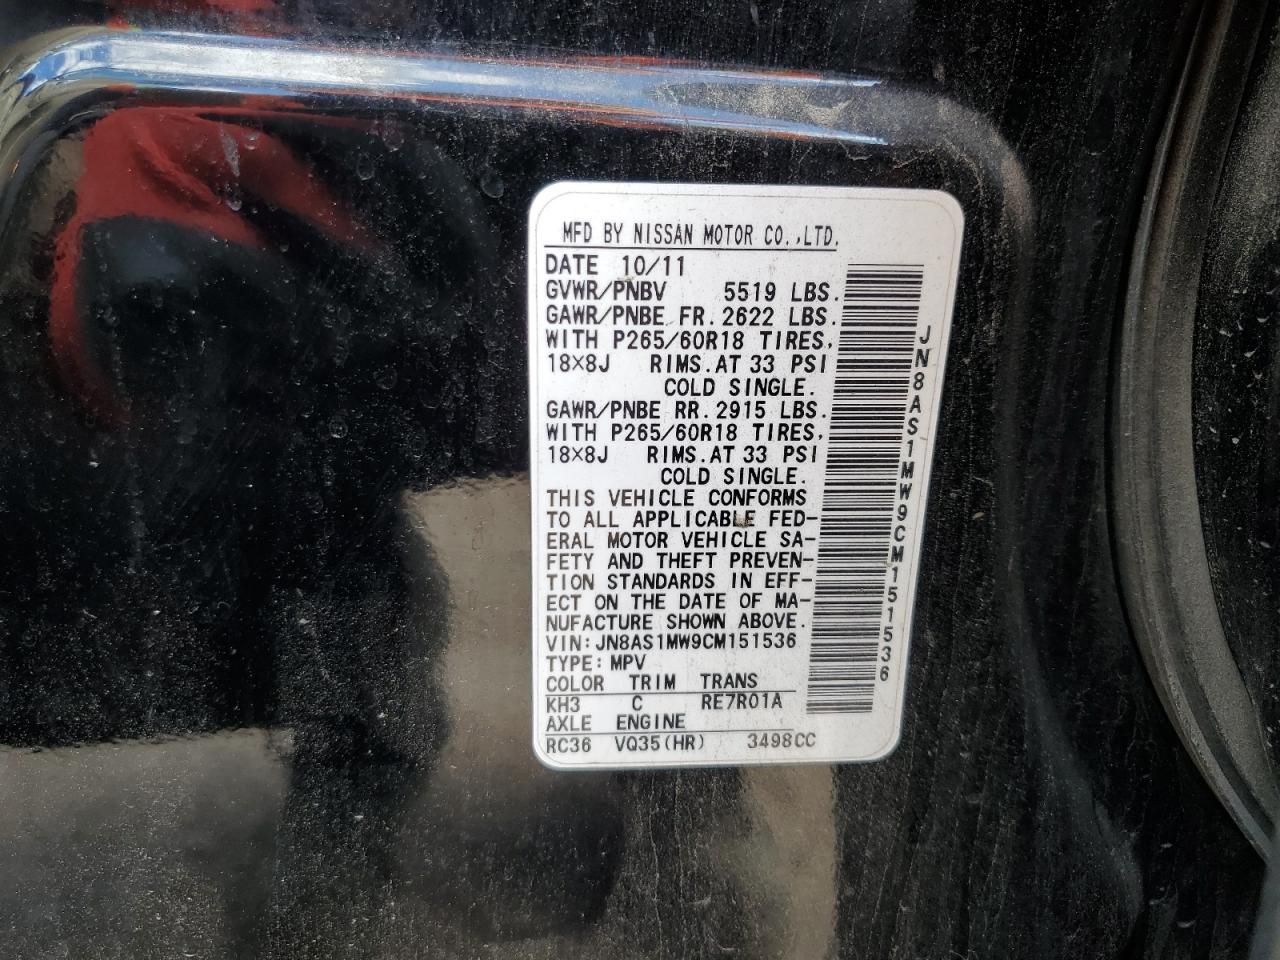 MFD BY NISSAN MOTOR CO.,LTD.
DATE 10/11
GVWR/PNBV 5519 LBS.
GAWR/PNBE FR. 2622 LBS.
WITH P265/60R18 TIRES,
18×8J RIMS. AT 33 PSI
COLD SINGLE.
GAWR/PNBE RR. 2915 LBS.
WITH P265/60R18 TIRES,
18×8J RIMS. AT 33 PSI
COLD SINGLE.
THIS VEHICLE CONFORMS
TO ALL APPLICABLE FED-
ERAL MOTOR VEHICLE SA-
FETY AND THEFT PREVEN-
TION STANDARDS IN EFF-
ECT ON THE DATE OF MA-
NUFACTURE SHOWN ABOVE.
VIN: JN8AS1MW9CM151536
TYPE: MPV
COLOR TRIM TRANS
KH3 C RE7R01A
AXLE ENGINE
RC36 VQ35(HR) 3498CC
JN8AS1MW9CM151536